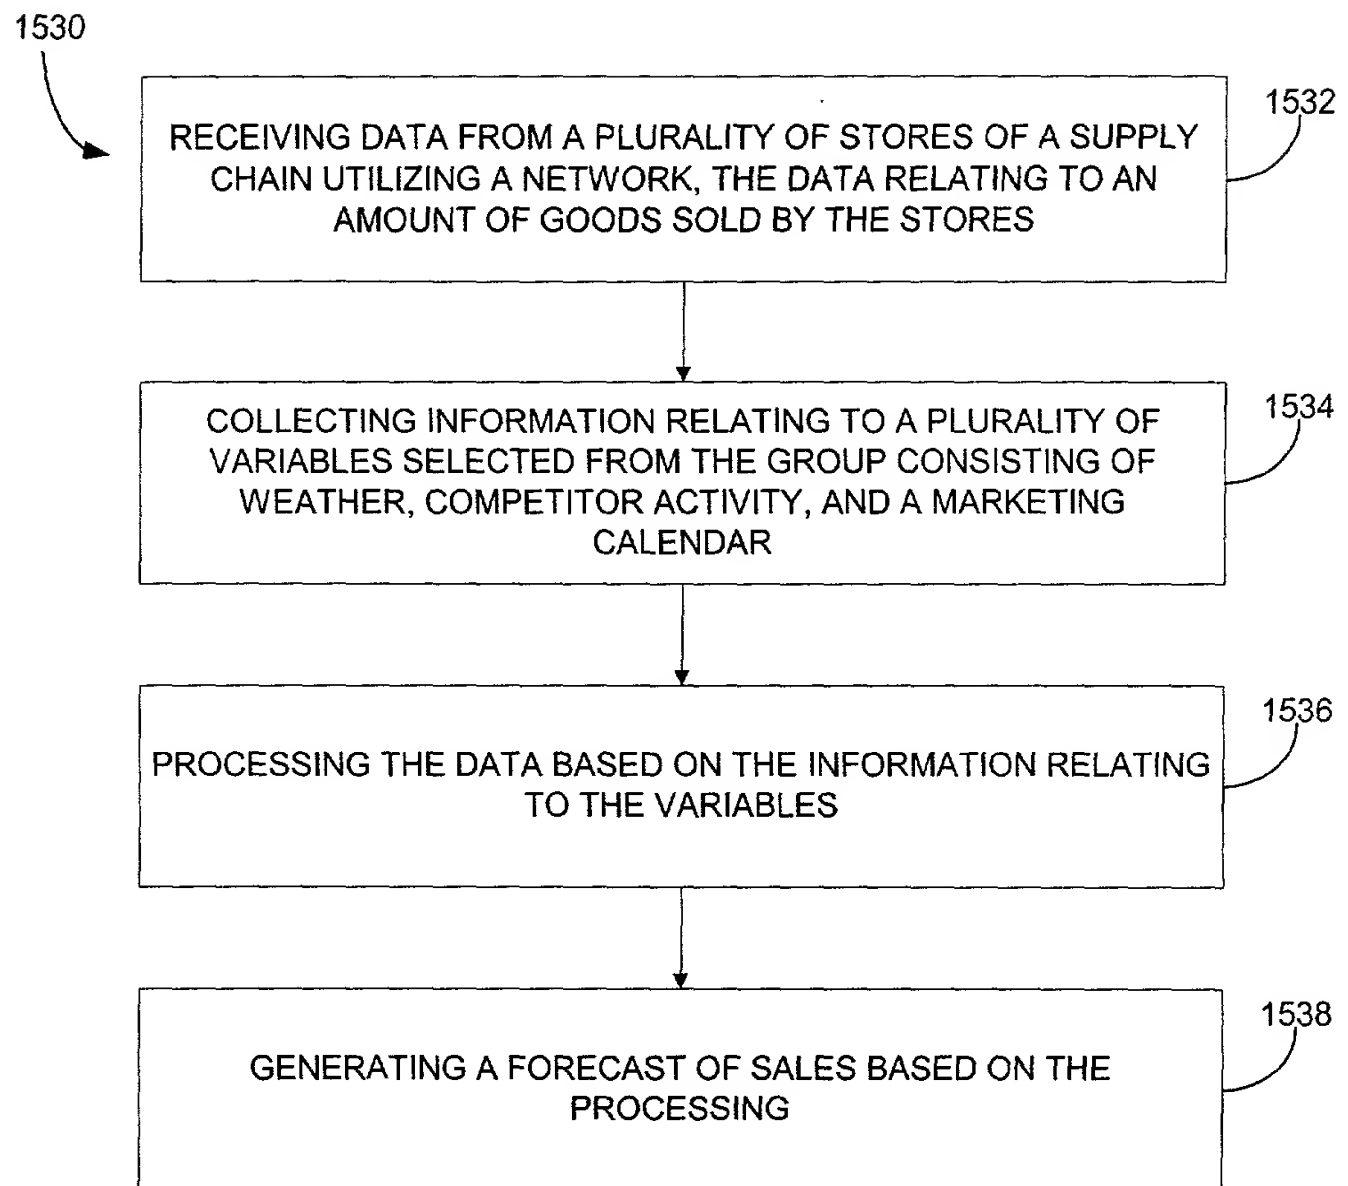 1530
1532
RECEIVING DATA FROM A PLURALITY OF STORES OF A SUPPLY
CHAIN UTILIZING A NETWORK, THE DATA RELATING TO AN
AMOUNT OF GOODS SOLD BY THE STORES
1534
COLLECTING INFORMATION RELATING TO A PLURALITY OF
VARIABLES SELECTED FROM THE GROUP CONSISTING OF
WEATHER, COMPETITOR ACTIVITY, AND A MARKETING
CALENDAR
1536
PROCESSING THE DATA BASED ON THE INFORMATION RELATING
TO THE VARIABLES
1538
GENERATING A FORECAST OF SALES BASED ON THE
PROCESSING